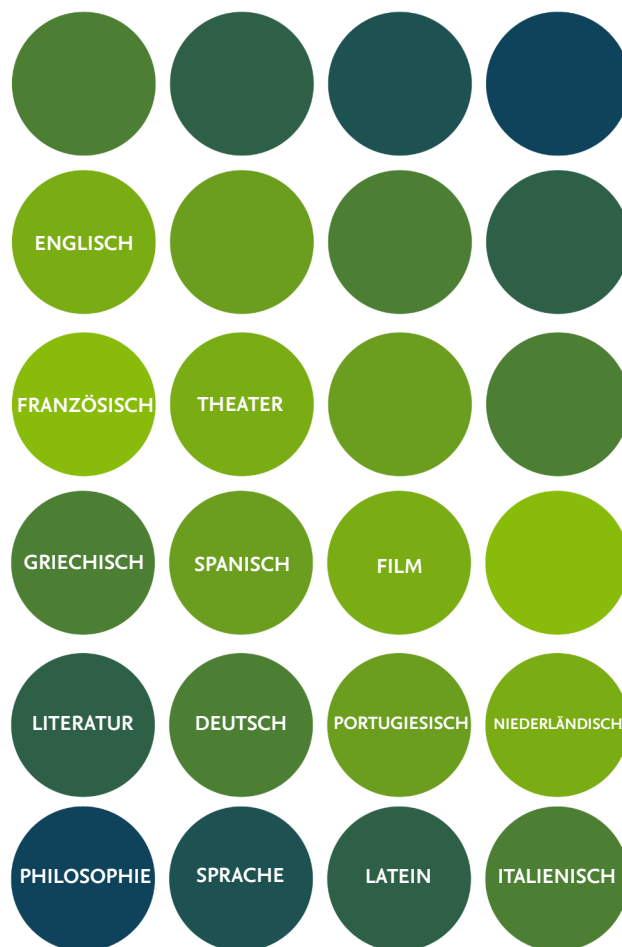 ENGLISCH
FRANZÖSISCH
THEATER
GRIECHISCH
SPANISCH
FILM
LITERATUR
DEUTSCH
PORTUGIESISCH
NIEDERLÄNDISCH
PHILOSOPHIE
SPRACHE
LATEIN
ITALIENISCH